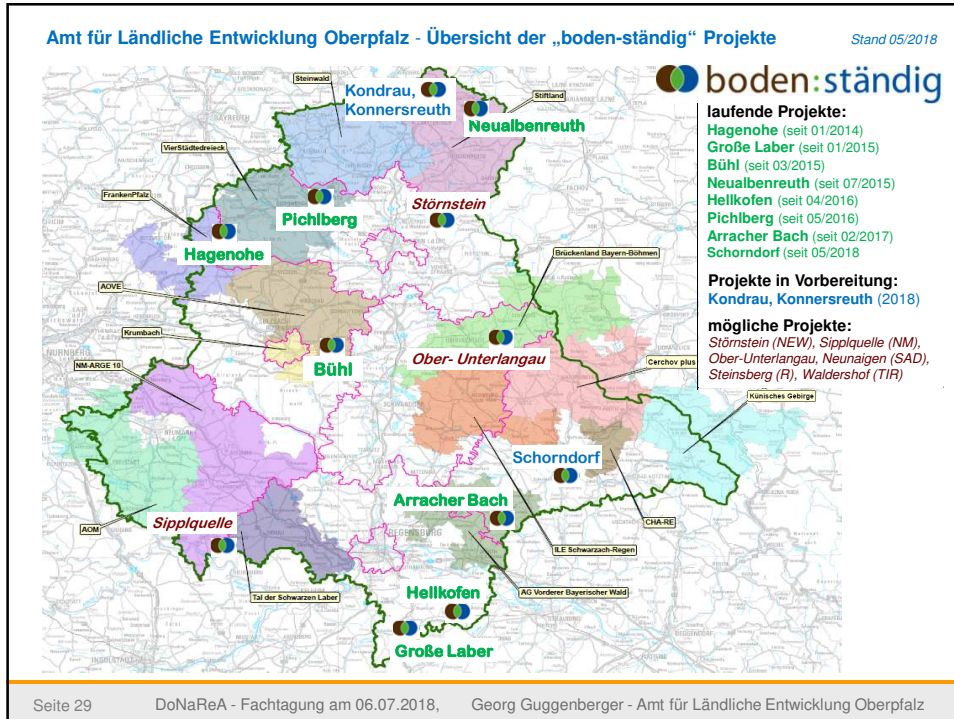 Amt für Ländliche Entwicklung Oberpfalz - Übersicht der „boden-ständig“ Projekte
Stand 05/2018
boden:ständig
laufende Projekte:
Hagenohe (seit 01/2014)
Große Laber (seit 01/2015)
Bühl (seit 03/2015)
Neualbenreuth (seit 07/2015)
Hellkofen (seit 04/2016)
Pichlberg (seit 05/2016)
Arracher Bach (seit 02/2017)
Schorndorf (seit 05/2018
Projekte in Vorbereitung:
Kondrau, Konnersreuth (2018)
mögliche Projekte:
Störnstein (NEW), Sipplquelle (NM),
Ober-Unterlangau, Neunaigen (SAD),
Steinsberg (R), Waldershof (TIR)
Steinwald
Kondrau,
Konnersreuth
Stiftland
Neualbenreuth
VierStädtedreieck
FrankenPfalz
Pichlberg
Störnstein
Hagenohe
Brückenland Bayern-Böhmen
AOVE
Krumbach
NM-ARGE 10
Bühl
Ober- Unterlangau
Cerchov plus
Künisches Gebirge
Schorndorf
Arracher Bach
AOM
Sipplquelle
REGENSBURG
CHA-RE
ILE Schwarzach-Regen
AG Vorderer Bayerischer Wald
Tal der Schwarzen Laber
Hellkofen
Große Laber
INGOLSTADT
Seite 29
DoNaReA - Fachtagung am 06.07.2018,
Georg Guggenberger - Amt für Ländliche Entwicklung Oberpfalz